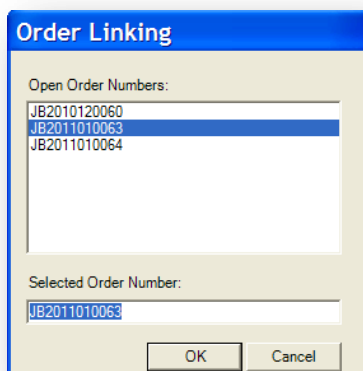 Order Linking
Open Order Numbers:
JB2010120060
JB2011010063
JB2011010064
Selected Order Number:
JB2011010063
OK Cancel